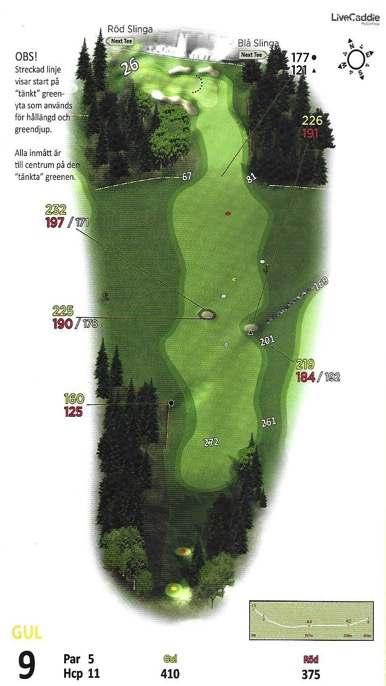 LiveCaddie
Röd Slinga
Next Tee
Blå Slinga
Next Tee
OBS!
Streckad linje
visar start på
"tänkt" green-
yta som används
för hållängd och
greendjup.
Alla inmått är
till centrum på den
"tänkta" greenen.
26
177
121
226
191
67
81
232
197 / 171
169
225
190 / 178
201
219
184 / 192
160
125
261
272
GUL
9
Par 5
Hcp 11
Gul
410
Röd
375